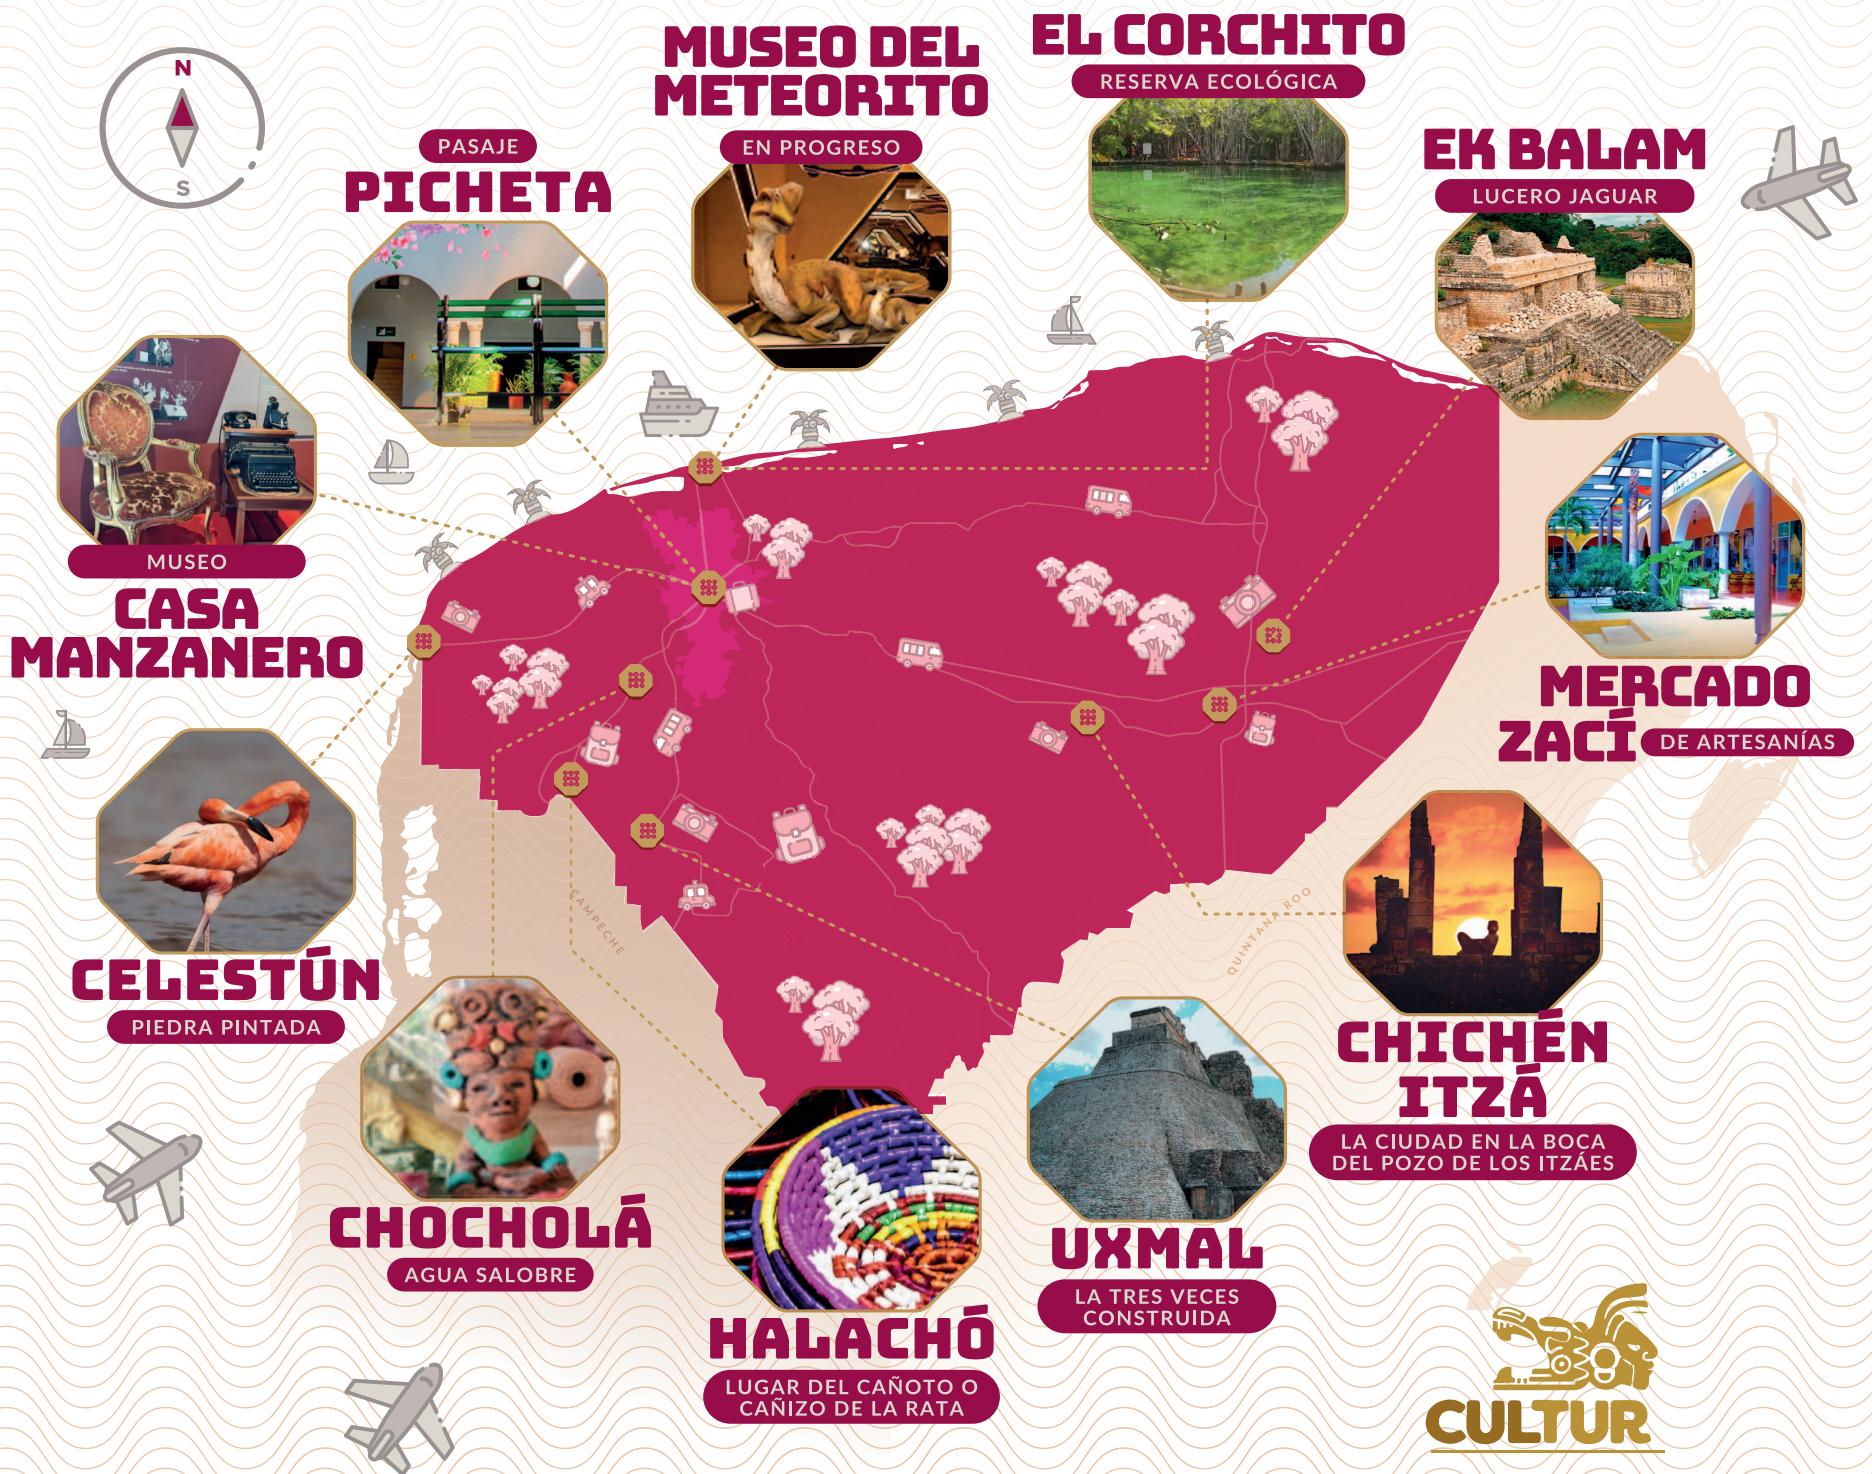 N
S
MUSEO DEL
METEORITO
EN PROGRESO
EL CORCHITO
RESERVA ECOLÓGICA
PASAJE
PICHETA
EK BALAM
LUCERO JAGUAR
MUSEO
CASA
MANZANERO
MERCADO
ZACÍ DE ARTESANÍAS
CELESTÚN
PIEDRA PINTADA
CAMPECHE
QUINTANA ROO
CHICHÉN
ITZÁ
LA CIUDAD EN LA BOCA
DEL POZO DE LOS ITZÁES
CHOCHOLÁ
AGUA SALOBRE
UXMAL
LA TRES VECES
CONSTRUIDA
HALACHÓ
LUGAR DEL CAÑOTO O
CAÑIZO DE LA RATA
CULTUR